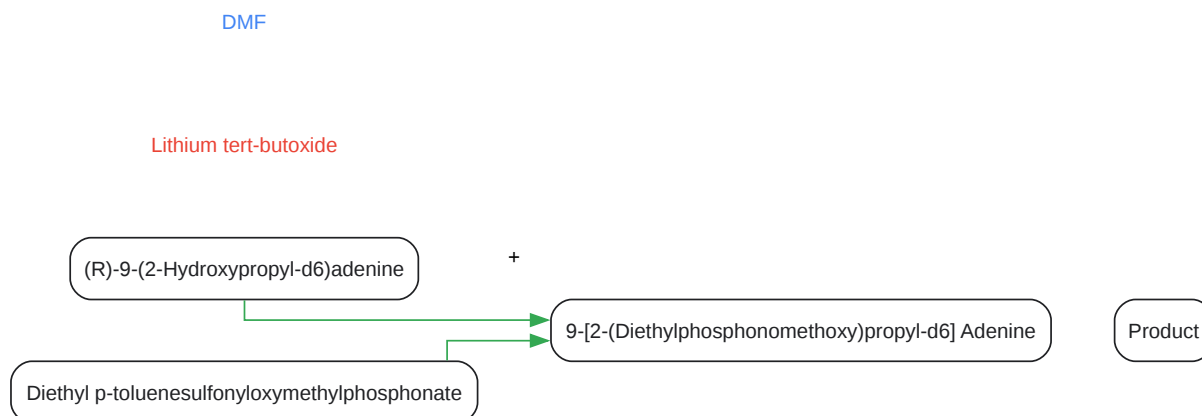 DMF
Lithium tert-butoxide
(R)-9-(2-Hydroxypropyl-d6)adenine
+
9-[2-(Diethylphosphonomethoxy)propyl-d6] Adenine
Product
Diethyl p-toluenesulfonyloxymethylphosphonate